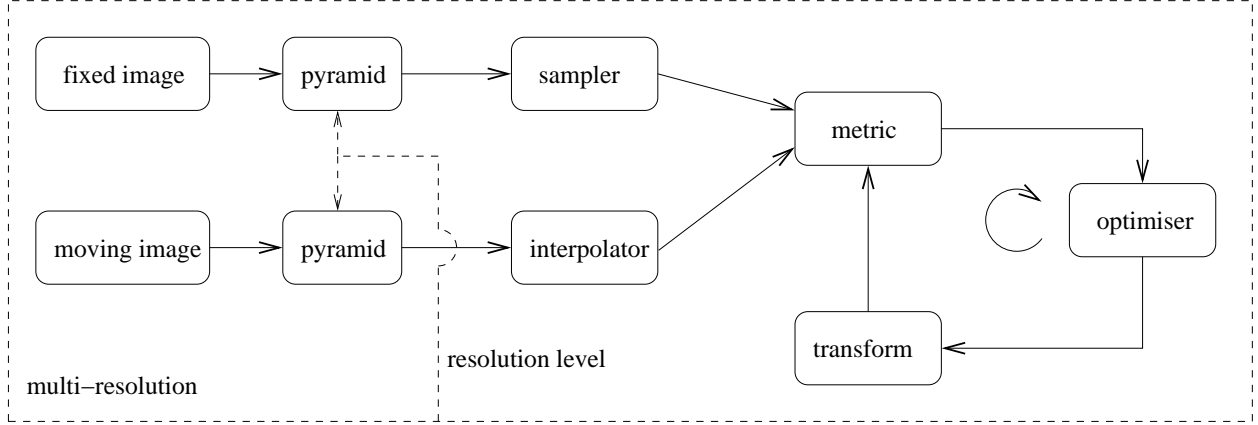 fixed image
pyramid
sampler
metric
moving image
pyramid
interpolator
optimiser
transform
resolution level
multi−resolution